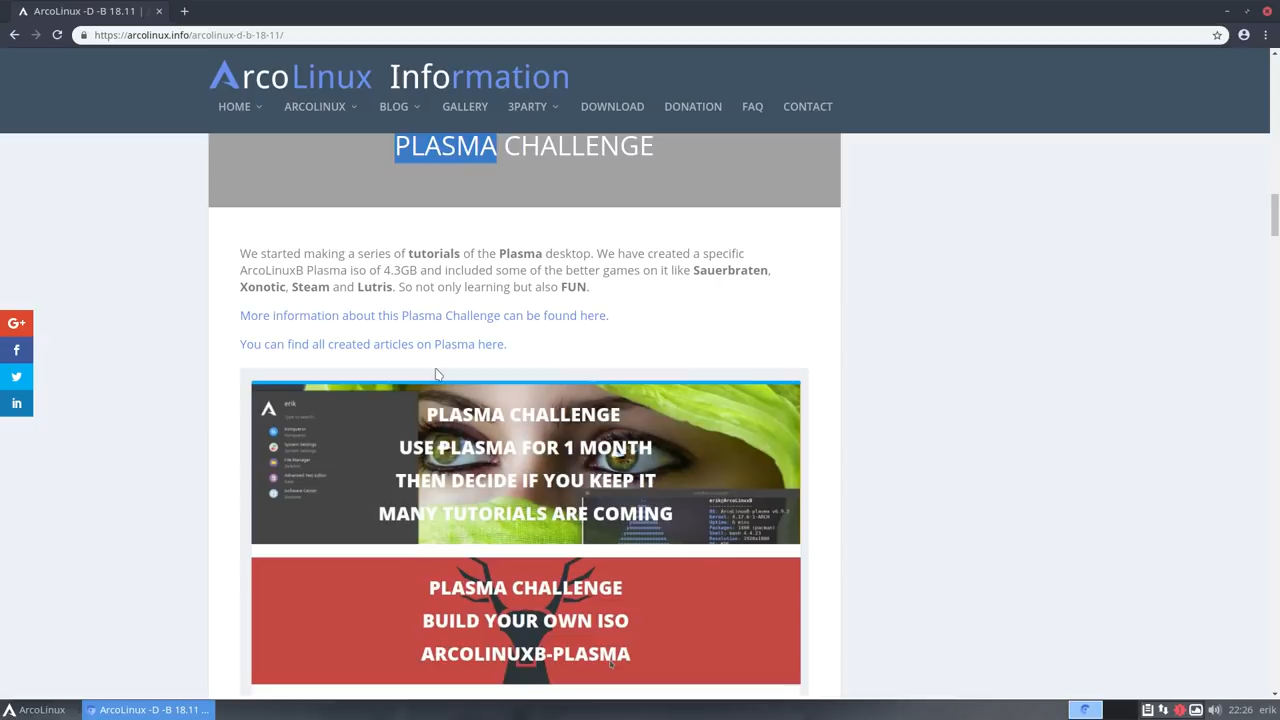 ArcoLinux -D -B 18.11 |
https://arcolinux.info/arcolinux-d-b-18-11/
ArcoLinux Information
HOME ARCOLINUX BLOG GALLERY 3PARTY DOWNLOAD DONATION FAQ CONTACT
PLASMA CHALLENGE
We started making a series of tutorials of the Plasma desktop. We have created a specific
ArcoLinuxB Plasma iso of 4.3GB and included some of the better games on it like Sauerbraten,
Xonotic, Steam and Lutris. So not only learning but also FUN.
More information about this Plasma Challenge can be found here.
You can find all created articles on Plasma here.
G+
f
in
erik
System Settings
File Manager
PLASMA CHALLENGE
USE PLASMA FOR 1 MONTH
THEN DECIDE IF YOU KEEP IT
MANY TUTORIALS ARE COMING
PLASMA CHALLENGE
BUILD YOUR OWN ISO
ARCOLINUXB-PLASMA
ArcoLinux
ArcoLinux -D -B 18.11 ...
22:26 erik